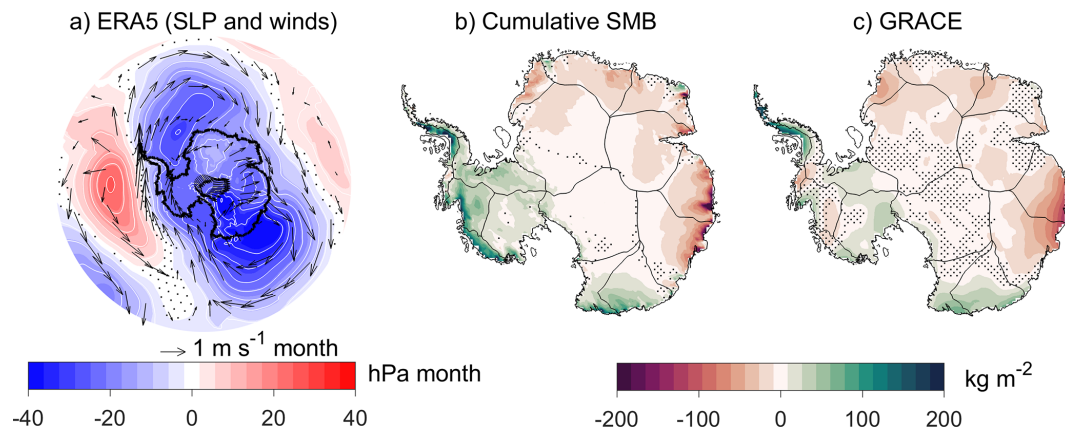 a) ERA5 (SLP and winds)
b) Cumulative SMB
c) GRACE
1 m s⁻¹ month
hPa month
-40 -20 0 20 40
kg m⁻²
-200 -100 0 100 200